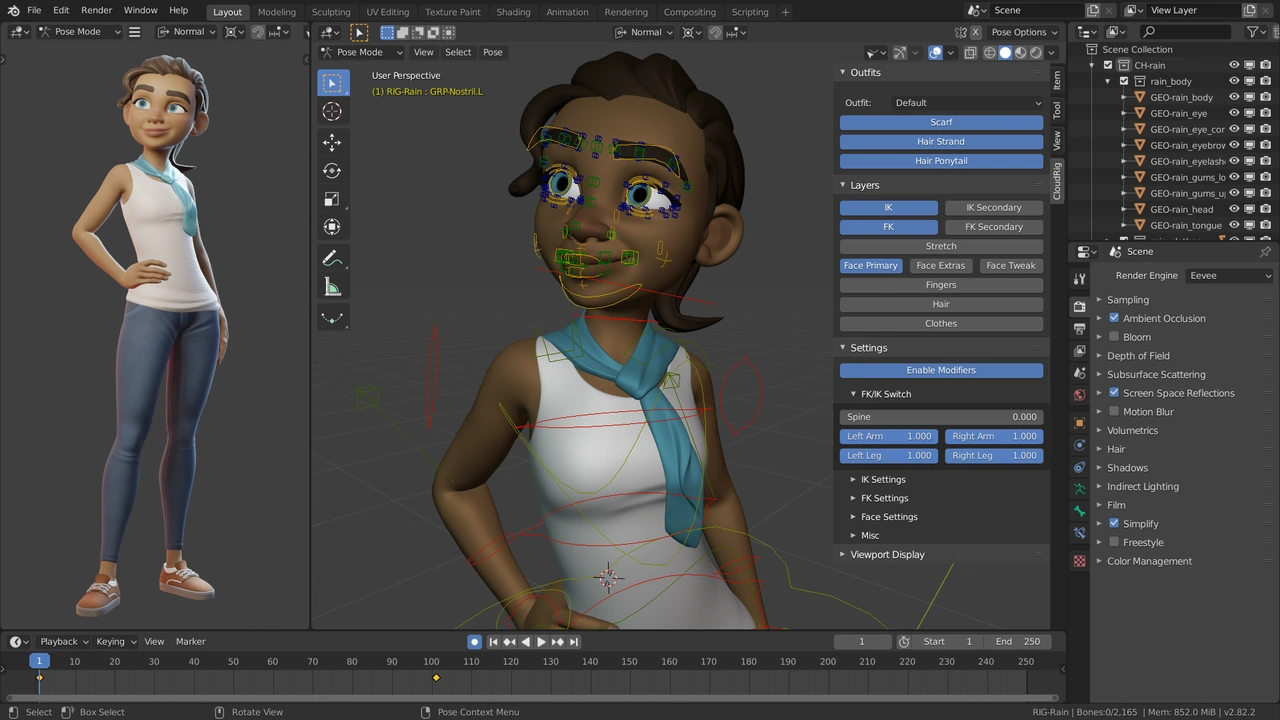 File Edit Render Window Help Layout Modeling Sculpting UV Editing Texture Paint Shading Animation Rendering Compositing Scripting + Scene View Layer
Pose Mode Normal
Normal Pose Options
Pose Mode View Select Pose
User Perspective
(1) RIG-Rain : GRP-Nostril.L
Outfits
Outfit: Default
Scarf
Hair Strand
Hair Ponytail
Layers
IK IK Secondary
FK FK Secondary
Stretch
Face Primary Face Extras Face Tweak
Fingers
Hair
Clothes
Settings
Enable Modifiers
FK/IK Switch
Spine 0.000
Left Arm 1.000 Right Arm 1.000
Left Leg 1.000 Right Leg 1.000
IK Settings
FK Settings
Face Settings
Misc
Viewport Display
Item
Tool
View
CloudRig
Scene Collection
CH-rain
rain_body
GEO-rain_body
GEO-rain_eye
GEO-rain_eye_cor
GEO-rain_eyebrow
GEO-rain_eyelash
GEO-rain_gums_lo
GEO-rain_gums_u
GEO-rain_head
GEO-rain_tongue
Scene
Render Engine Eevee
Sampling
Ambient Occlusion
Bloom
Depth of Field
Subsurface Scattering
Screen Space Reflections
Motion Blur
Volumetrics
Hair
Shadows
Indirect Lighting
Film
Simplify
Freestyle
Color Management
Playback Keying View Marker 1 Start 1 End 250
1 10 20 30 40 50 60 70 80 90 100 110 120 130 140 150 160 170 180 190 200 210 220 230 240 250
Select Box Select Rotate View Pose Context Menu RIG-Rain | Bones:0/2,165 | Mem: 852.0 MiB | v2.82.2